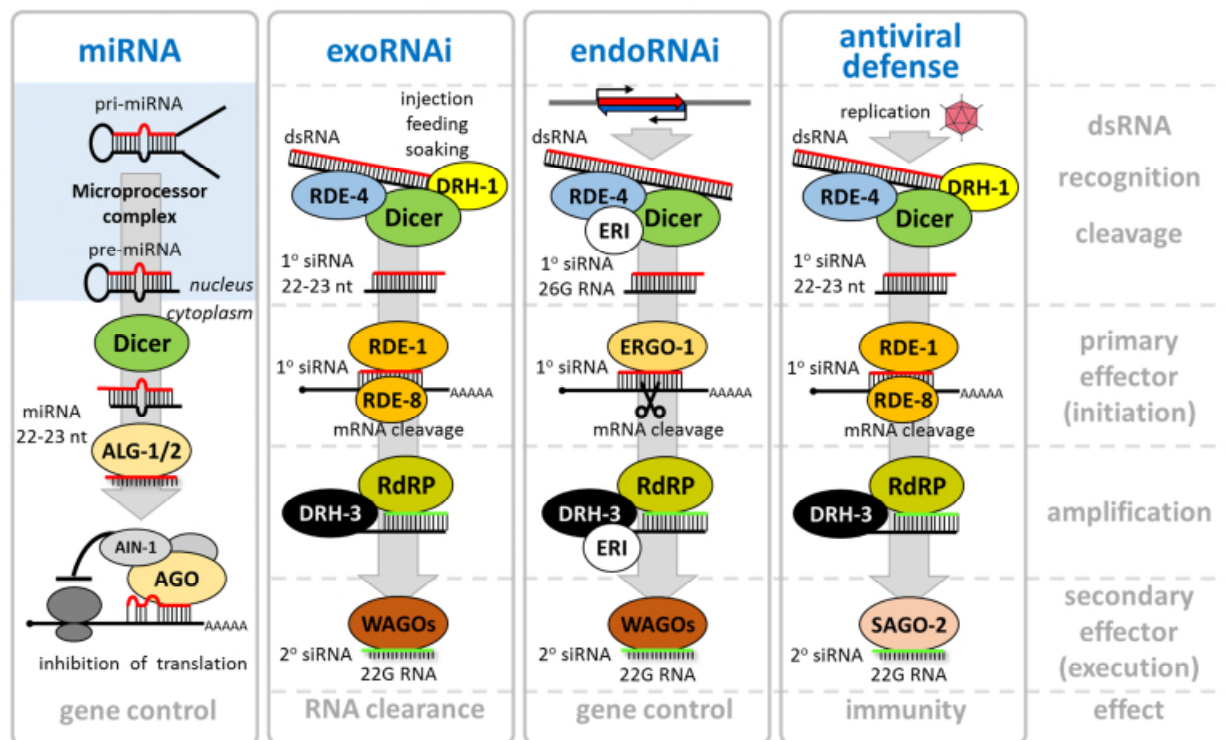 miRNA
pri-miRNA
Microprocessor
complex
pre-miRNA
nucleus
cytoplasm
Dicer
miRNA
22-23 nt
ALG-1/2
AIN-1
AGO
AAAAA
inhibition of translation
gene control
exoRNAi
injection
feeding
soaking
dsRNA
RDE-4
DRH-1
Dicer
1° siRNA
22-23 nt
RDE-1
1° siRNA
AAAAA
RDE-8
mRNA cleavage
RdRP
DRH-3
WAGOs
2° siRNA
22G RNA
RNA clearance
endoRNAi
dsRNA
RDE-4
Dicer
ERI
1° siRNA
26G RNA
ERGO-1
1° siRNA
AAAAA
mRNA cleavage
RdRP
DRH-3
ERI
WAGOs
2° siRNA
22G RNA
gene control
antiviral
defense
replication
dsRNA
RDE-4
DRH-1
Dicer
1° siRNA
22-23 nt
RDE-1
1° siRNA
AAAAA
RDE-8
mRNA cleavage
RdRP
DRH-3
SAGO-2
2° siRNA
22G RNA
immunity
dsRNA
recognition
cleavage
primary
effector
(initiation)
amplification
secondary
effector
(execution)
effect